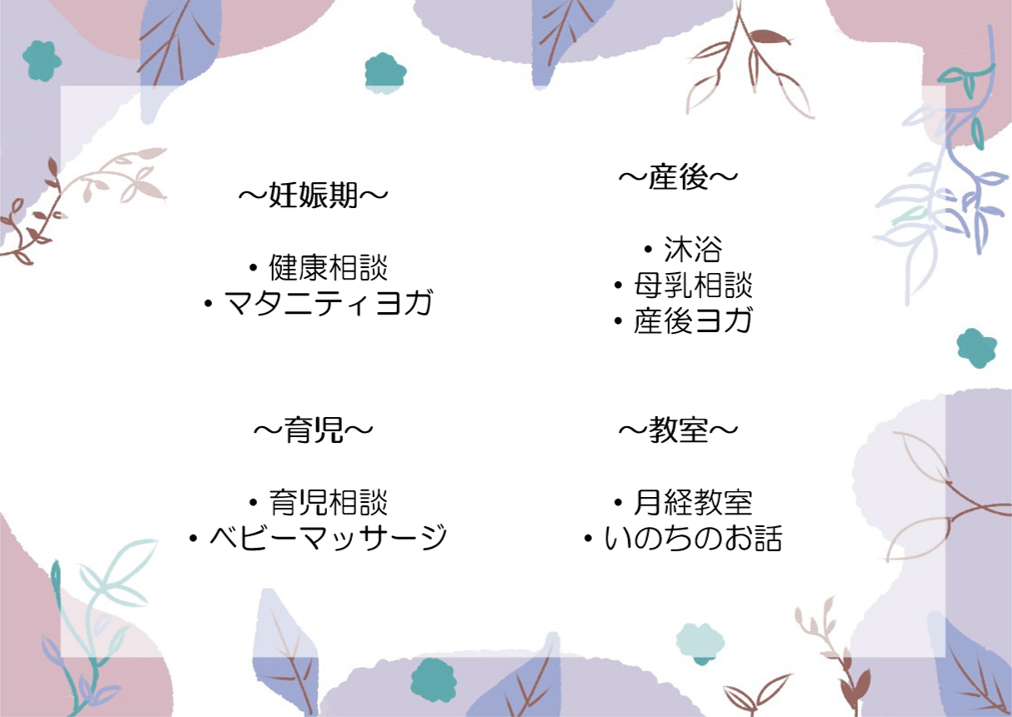 ～妊娠期～
・健康相談
・マタニティヨガ
～産後～
・沐浴
・母乳相談
・産後ヨガ
～育児～
・育児相談
・ベビーマッサージ
～教室～
・月経教室
・いのちのお話